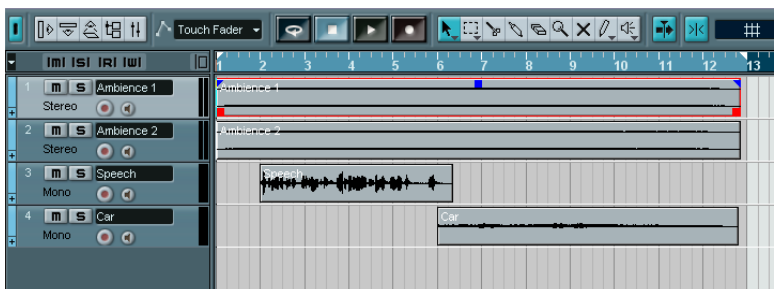 Touch Fader
|m| |S| |R| |W|
1 2 3 4 5 6 7 8 9 10 11 12 13
1 m S Ambience 1
Stereo
Ambience 1
2 m S Ambience 2
Stereo
Ambience 2
3 m S Speech
Mono
Speech
4 m S Car
Mono
Car